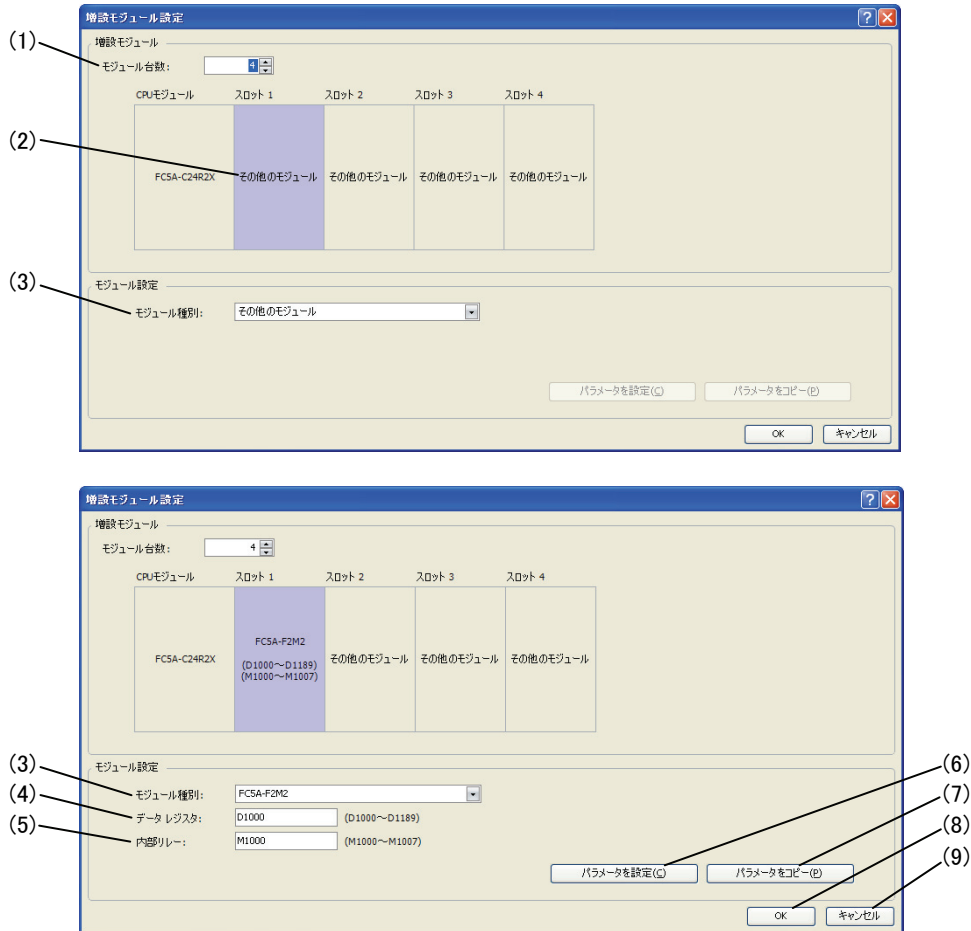 増設モジュール設定
増設モジュール
(1)
モジュール台数: 4
CPUモジュール スロット 1 スロット 2 スロット 3 スロット 4
(2)
FC5A-C24R2X その他のモジュール その他のモジュール その他のモジュール その他のモジュール
(3)
モジュール設定
モジュール種別: その他のモジュール
パラメータを設定(C) パラメータをコピー(P)
OK キャンセル
増設モジュール設定
増設モジュール
モジュール台数: 4
CPUモジュール スロット 1 スロット 2 スロット 3 スロット 4
FC5A-C24R2X FC5A-F2M2 その他のモジュール その他のモジュール その他のモジュール
(D1000～D1189)
(M1000～M1007)
モジュール設定
(3) モジュール種別: FC5A-F2M2 (6)
(4) データ レジスタ: D1000 (D1000～D1189) (7)
(5) 内部リレー: M1000 (M1000～M1007) (8)
(9)
パラメータを設定(C) パラメータをコピー(P)
OK キャンセル